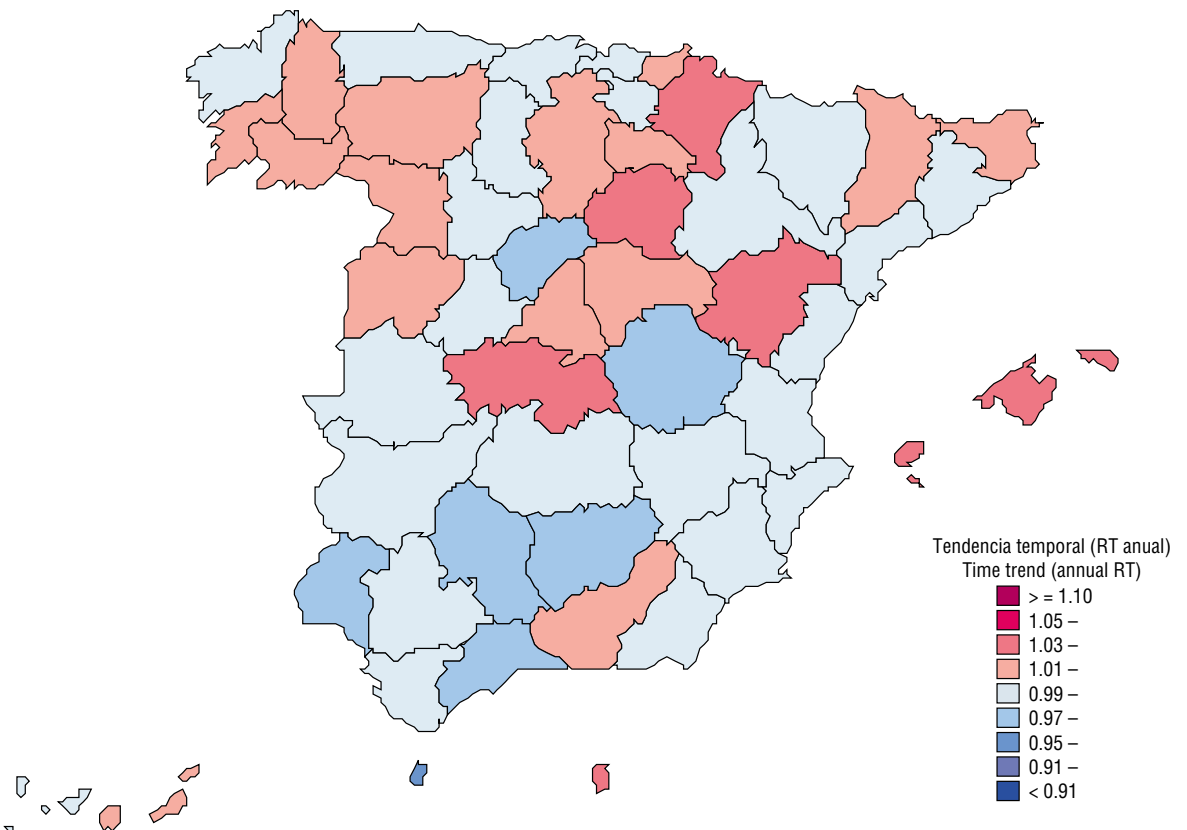 Tendencia temporal (RT anual)
Time trend (annual RT)
> = 1.10
1.05 –
1.03 –
1.01 –
0.99 –
0.97 –
0.95 –
0.91 –
< 0.91